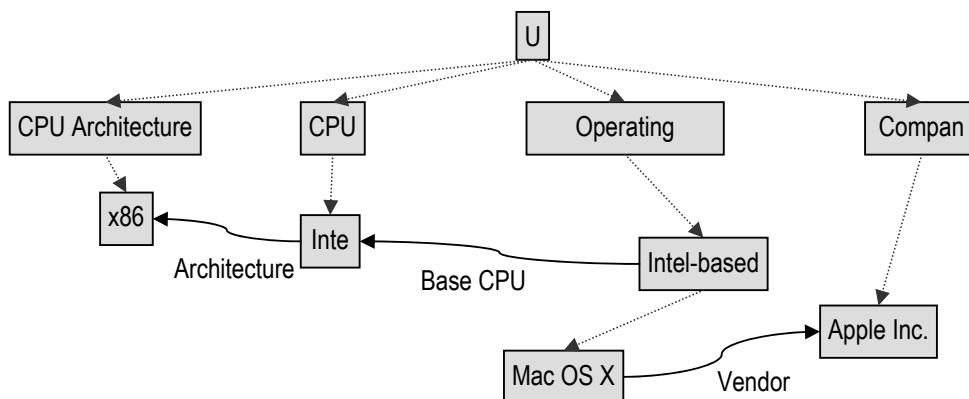 U
CPU Architecture
CPU
Operating
Compan
x86
Inte
Architecture
Base CPU
Intel-based
Apple Inc.
Mac OS X
Vendor